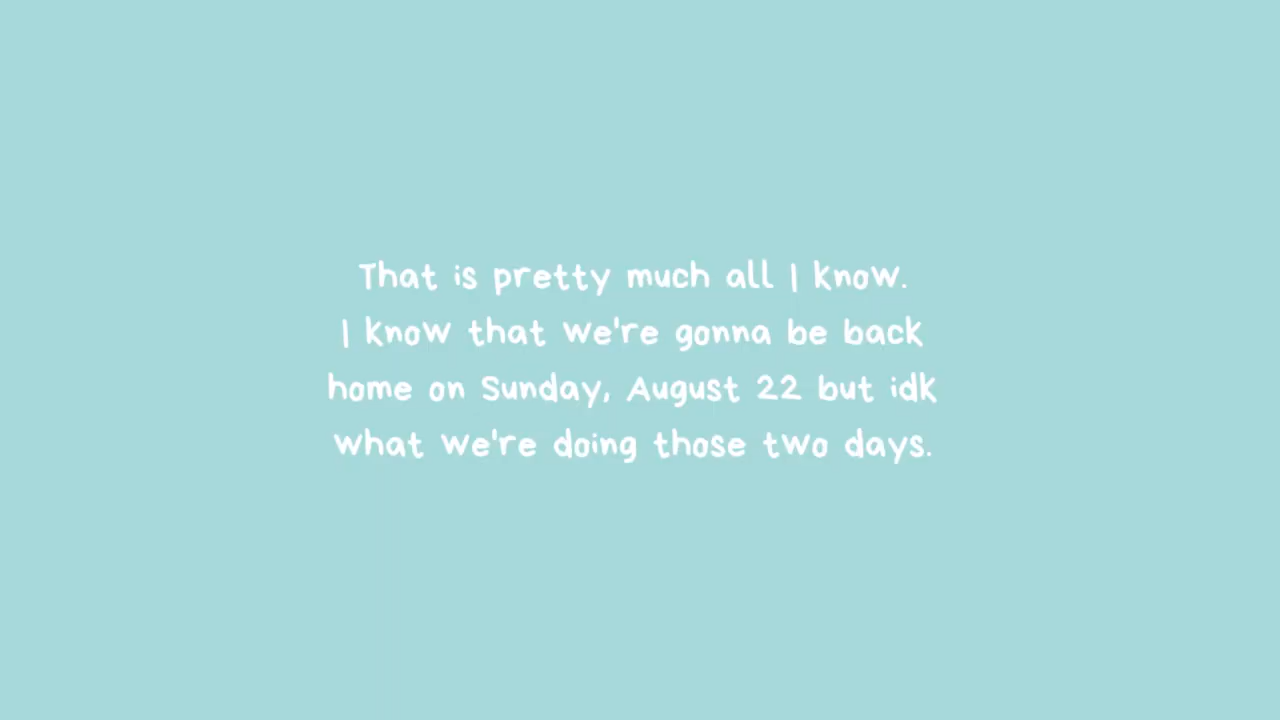 That is pretty much all I know.
I know that we're gonna be back
home on Sunday, August 22 but idk
what we're doing those two days.